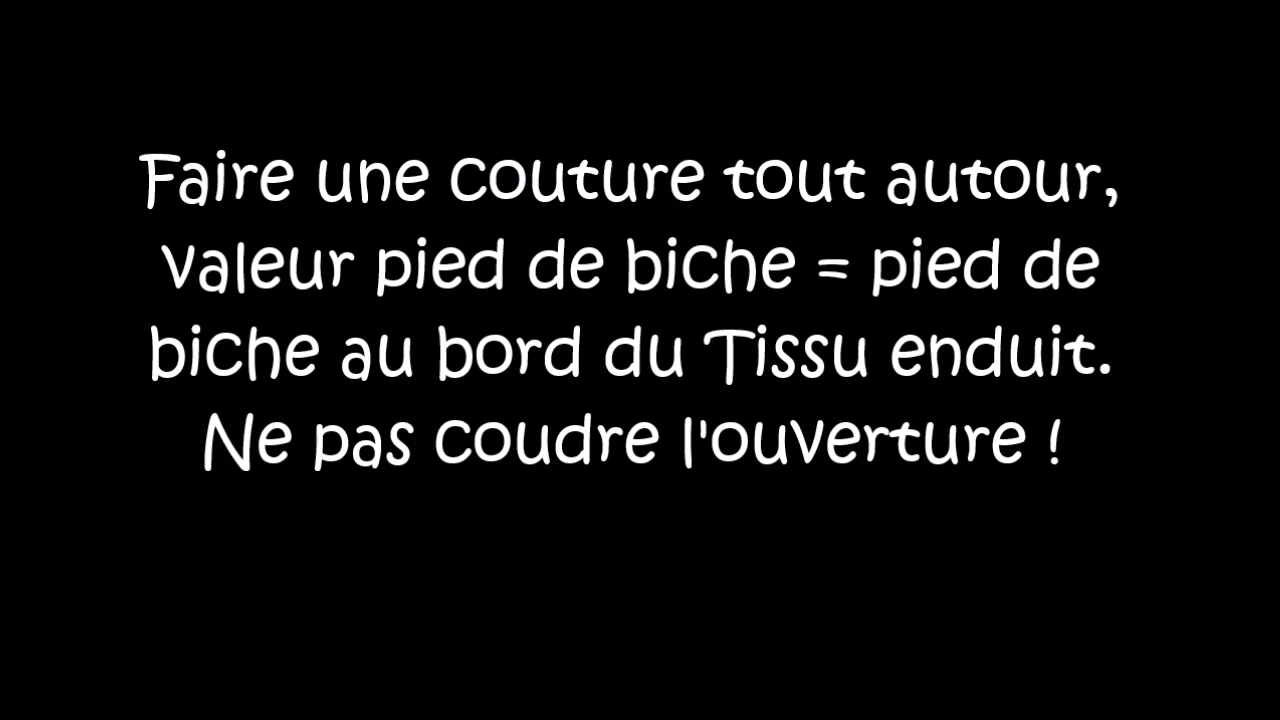 Faire une couture tout autour,
valeur pied de biche = pied de
biche au bord du Tissu enduit.
Ne pas coudre l'ouverture !